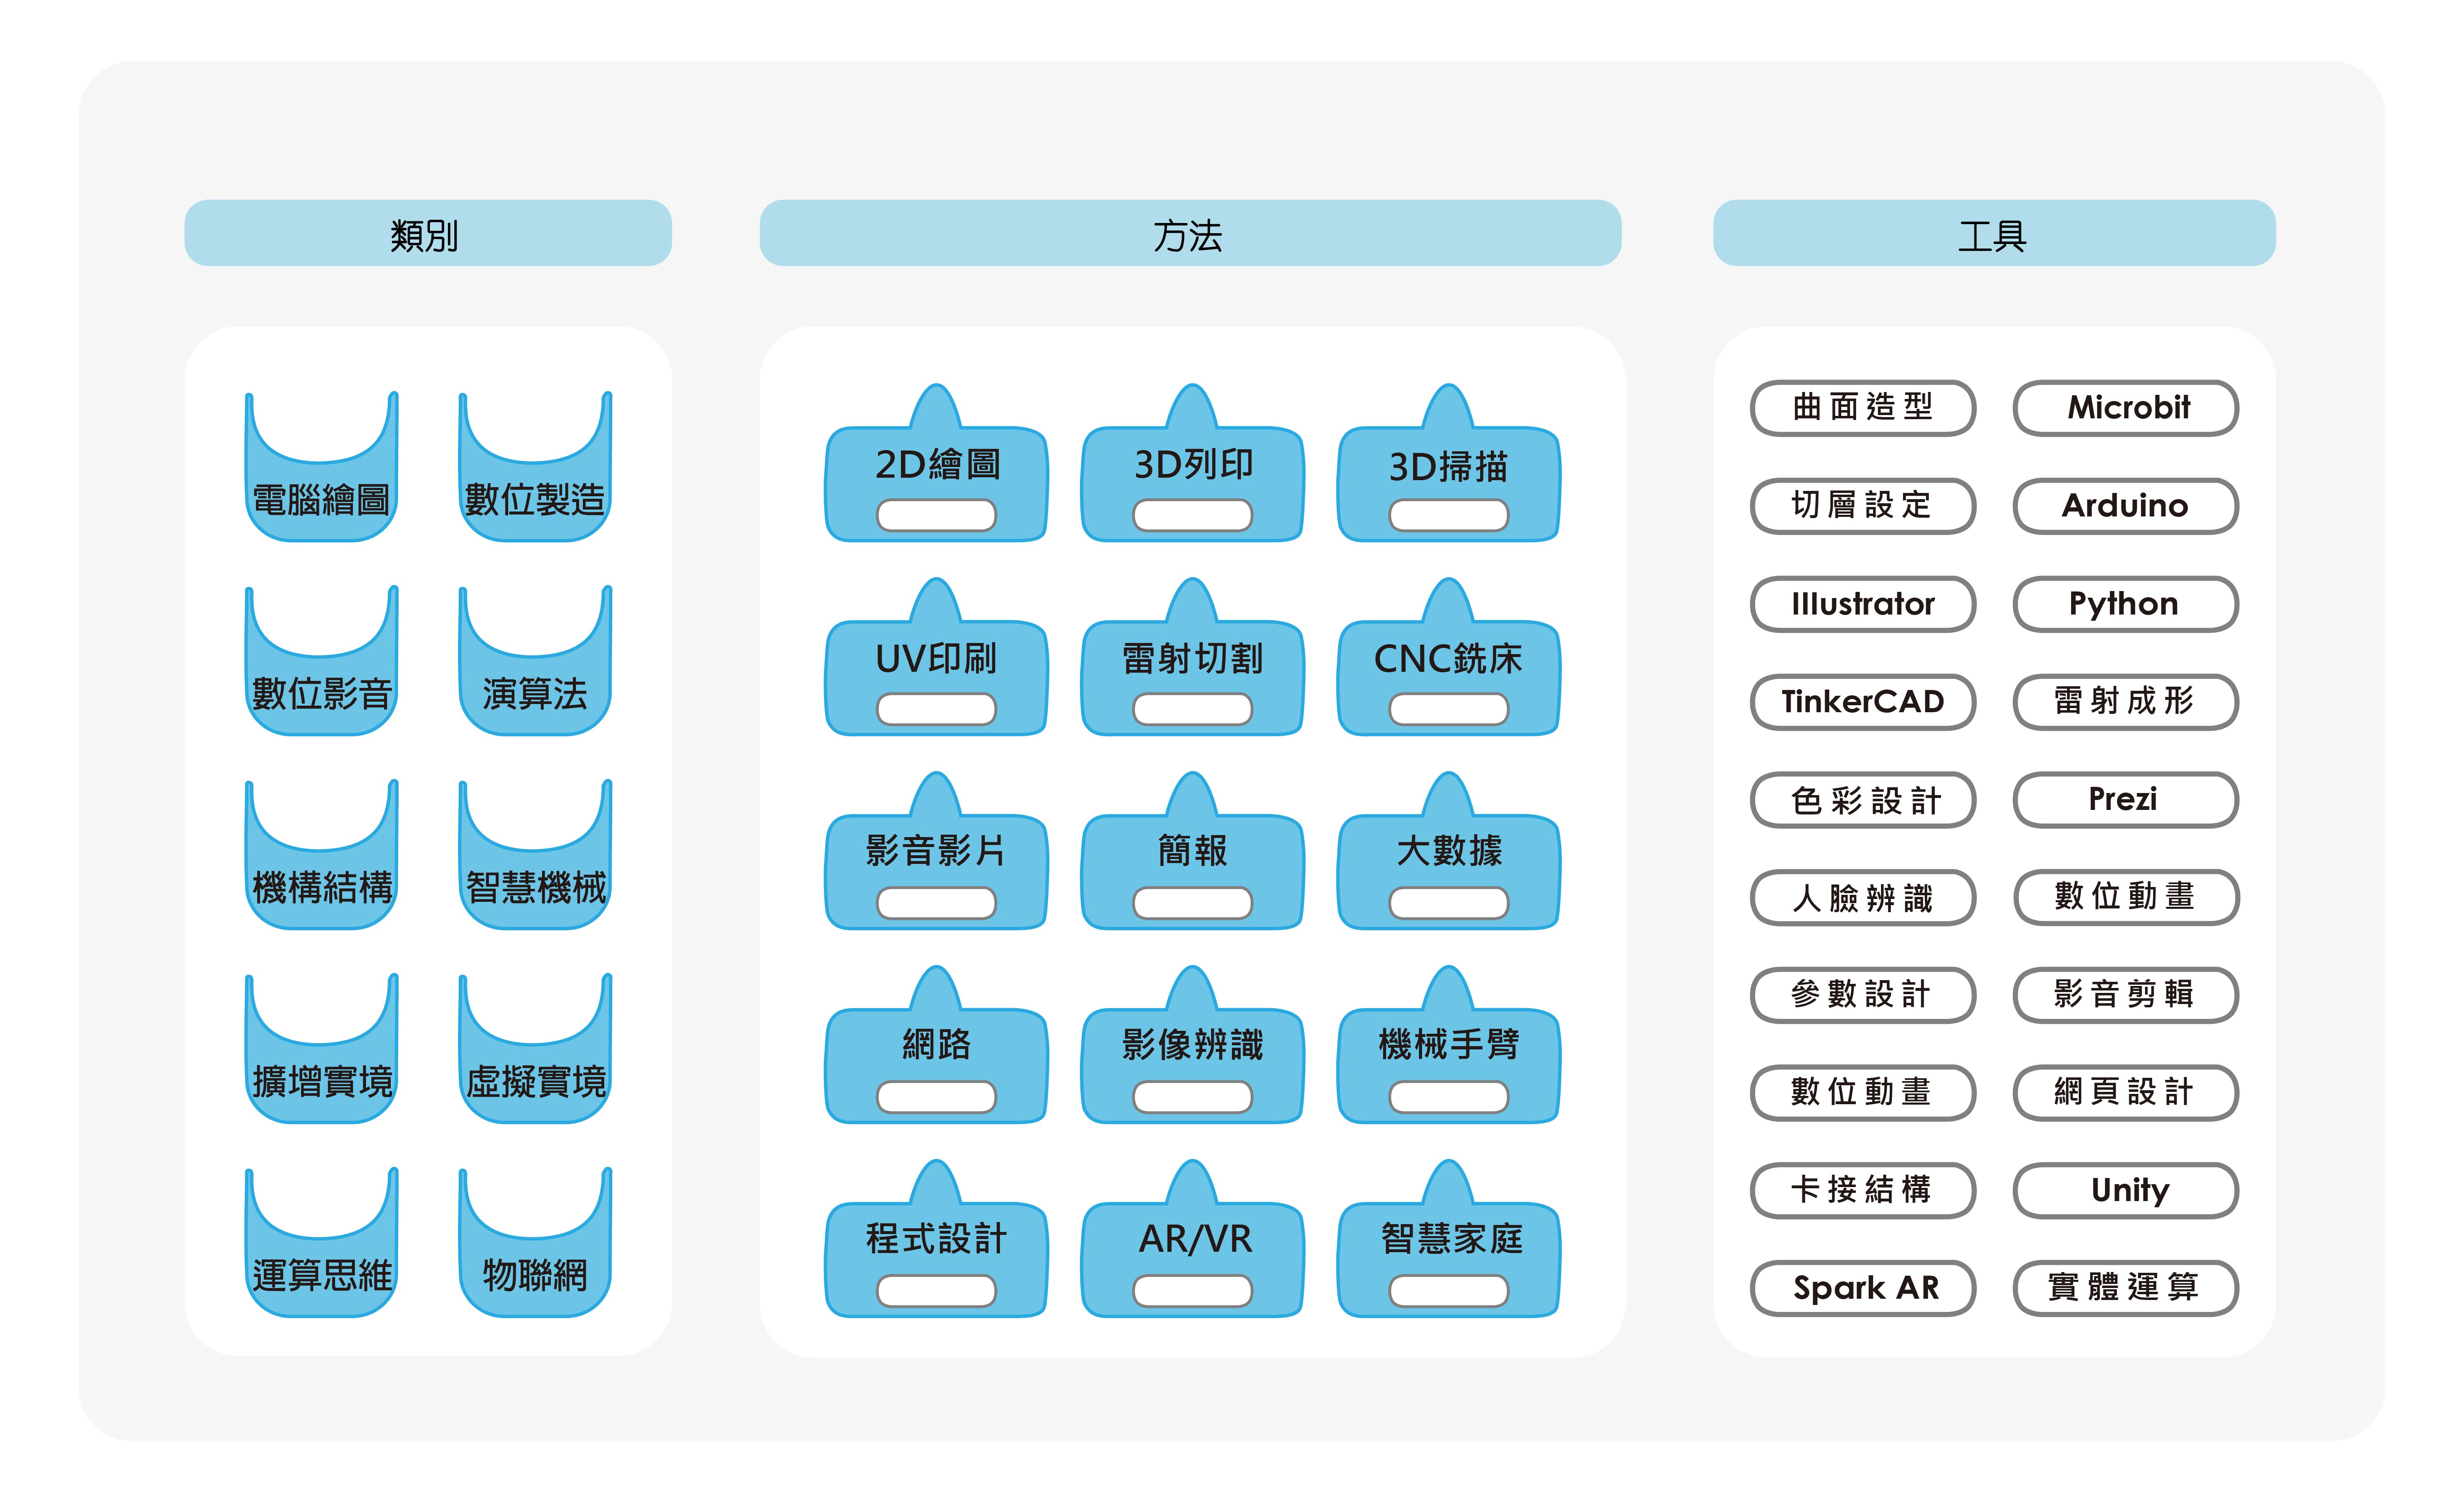 類別
電腦繪圖
數位製造
數位影音
演算法
機構結構
智慧機械
擴增實境
虛擬實境
運算思維
物聯網
方法
2D繪圖
3D列印
3D掃描
UV印刷
雷射切割
CNC銑床
影音影片
簡報
大數據
網路
影像辨識
機械手臂
程式設計
AR/VR
智慧家庭
工具
曲面造型
Microbit
切層設定
Arduino
Illustrator
Python
TinkerCAD
雷射成形
色彩設計
Prezi
人臉辨識
數位動畫
參數設計
影音剪輯
數位動畫
網頁設計
卡接結構
Unity
Spark AR
實體運算